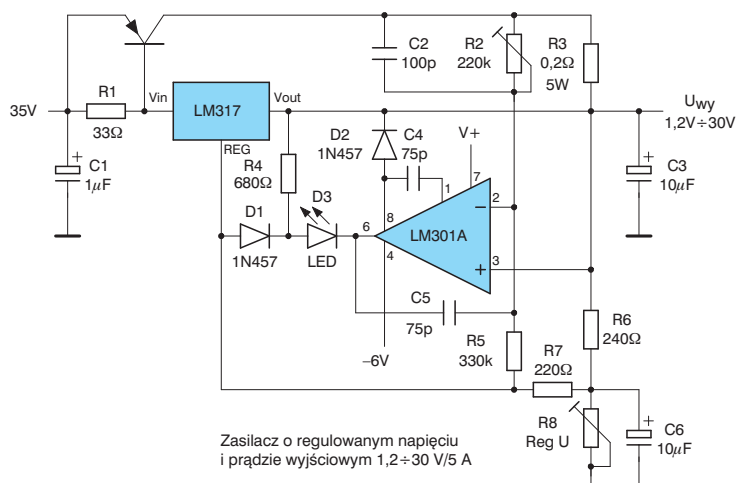 C2
100p
R2
220k
R3
0,2Ω
5W
35V
R1
33Ω
Vin
LM317
Vout
REG
Uwy
1,2V÷30V
C1
1µF
+
R4
680Ω
D2
1N457
C4
75p
V+
7
1
8
6
4
2
3
−
+
LM301A
C3
10µF
+
D1
1N457
D3
LED
C5
75p
−6V
R5
330k
R6
240Ω
R7
220Ω
R8
Reg U
C6
10µF
+
Zasilacz o regulowanym napięciu
i prądzie wyjściowym 1,2÷30 V/5 A